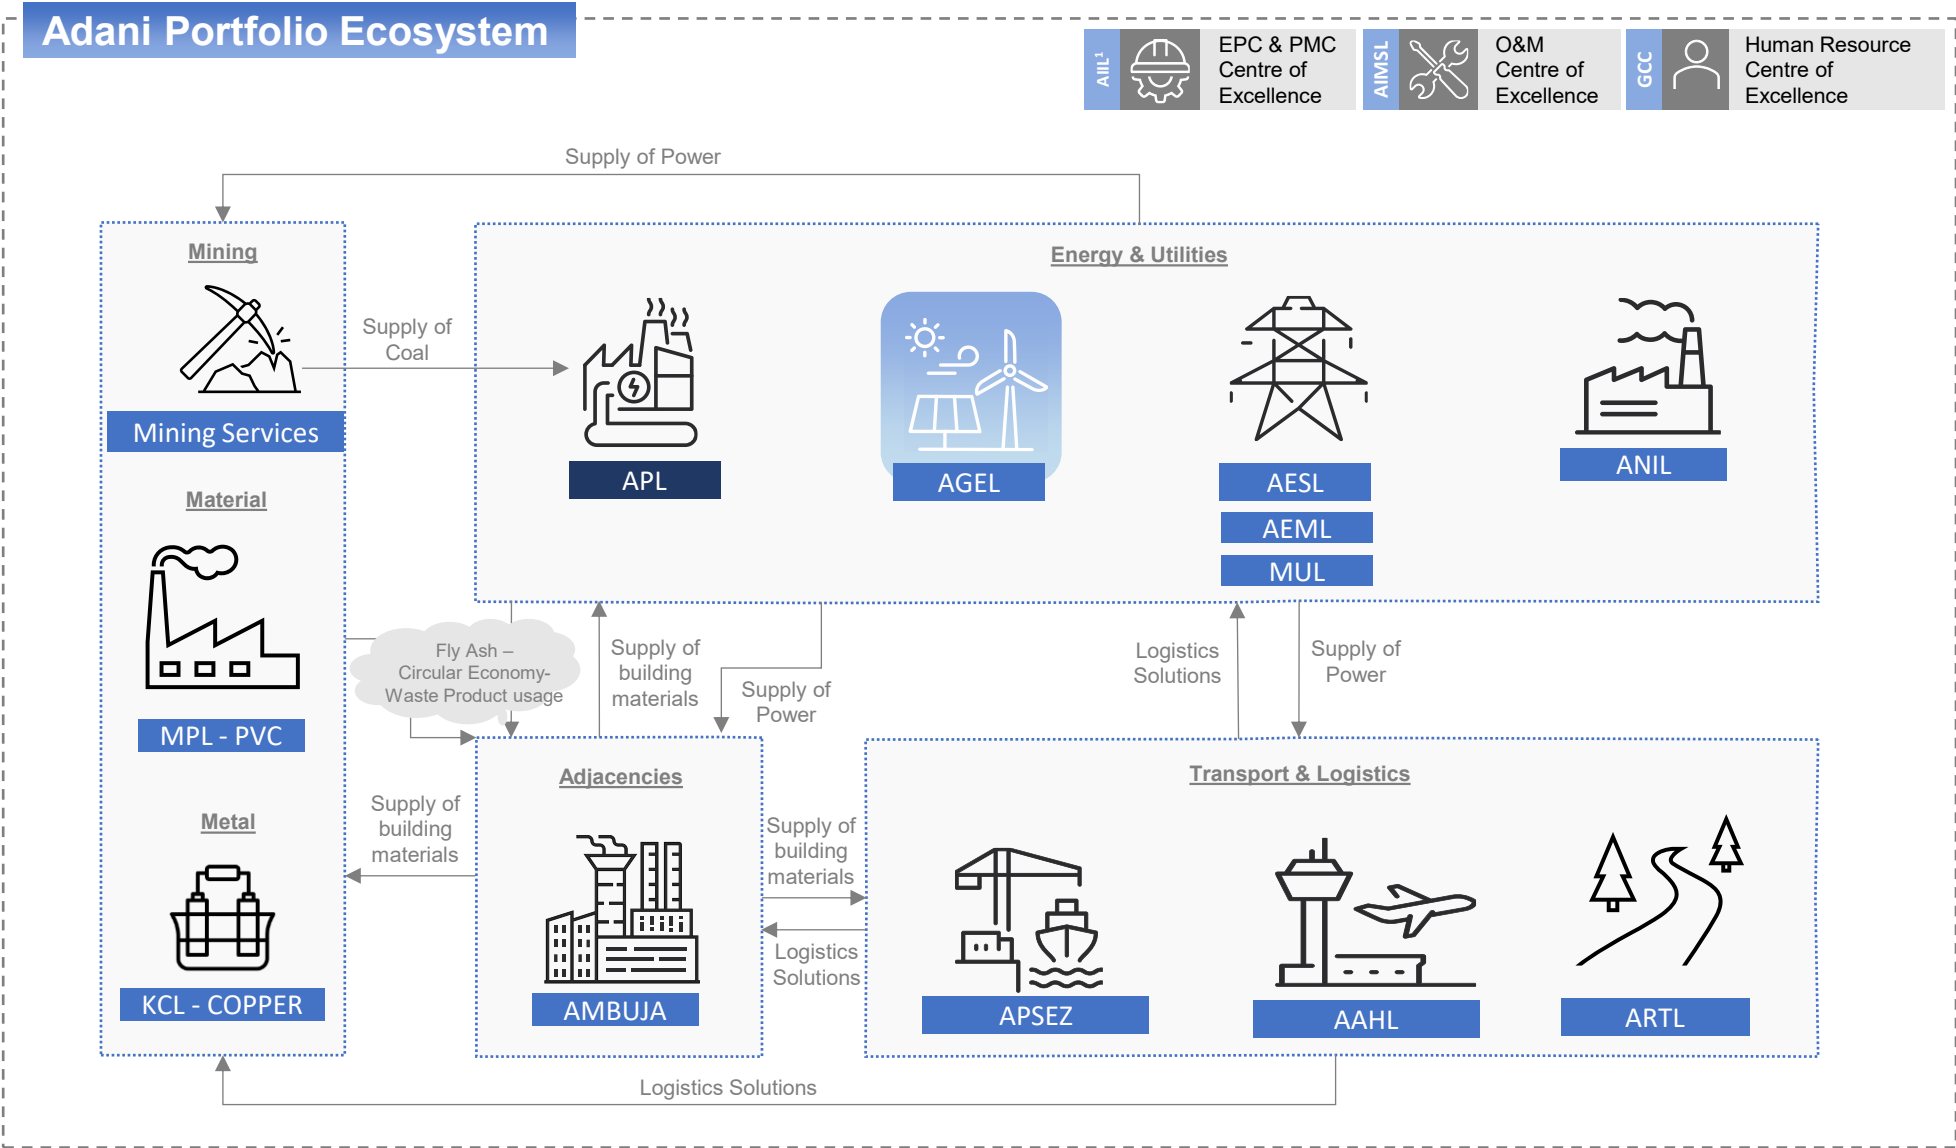 Adani Portfolio Ecosystem
AIIL¹
EPC & PMC
Centre of
Excellence
AIMSL
O&M
Centre of
Excellence
GCC
Human Resource
Centre of
Excellence
Supply of Power
Mining
Mining Services
Material
MPL - PVC
Metal
KCL - COPPER
Supply of
Coal
Energy & Utilities
APL
AGEL
AESL
AEML
MUL
ANIL
Fly Ash –
Circular Economy-
Waste Product usage
Supply of
building
materials
Supply of
Power
Logistics
Solutions
Supply of
Power
Supply of
building
materials
Adjacencies
AMBUJA
Supply of
building
materials
Logistics
Solutions
Transport & Logistics
APSEZ
AAHL
ARTL
Logistics Solutions